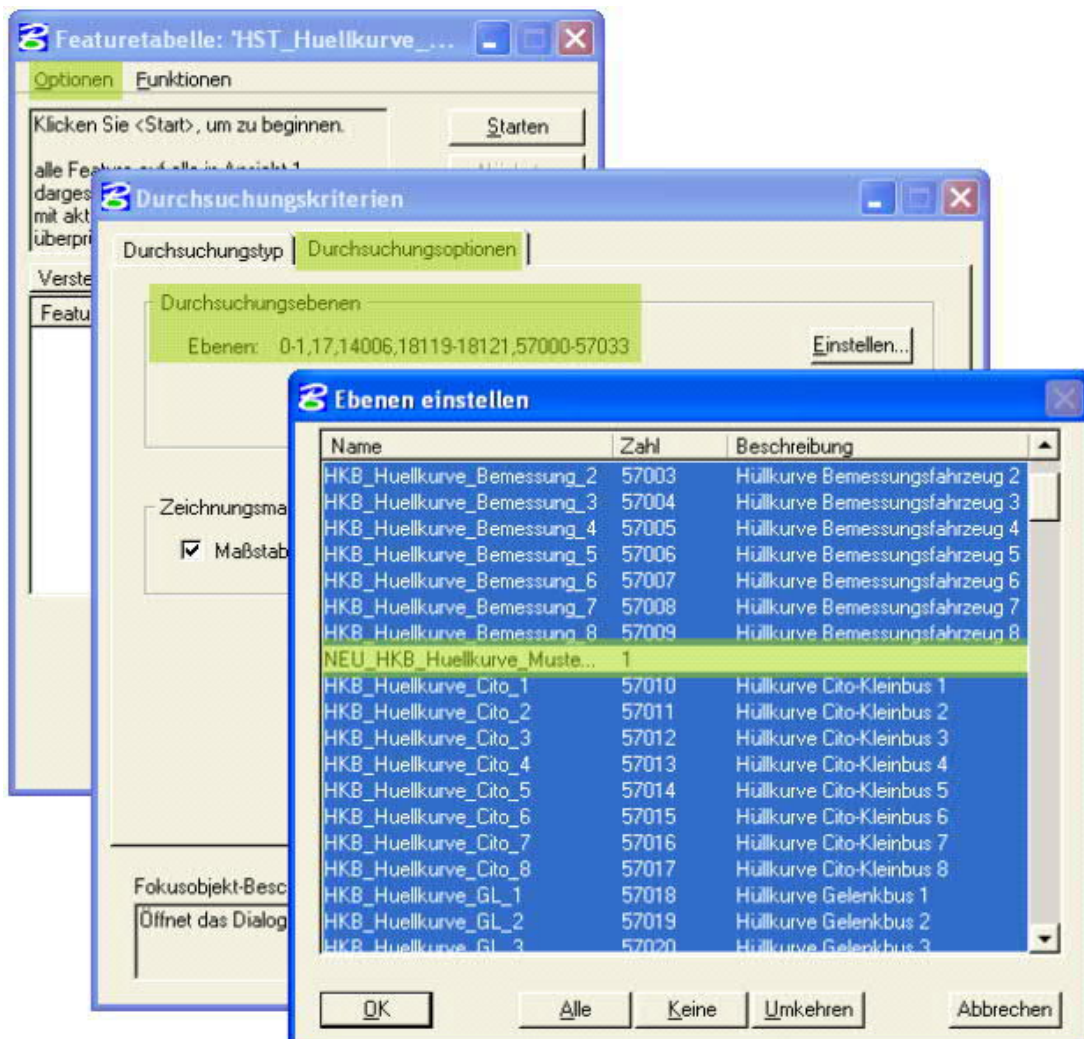 Featuretabelle: 'HST_Huellkurve_...
Optionen Funktionen
Klicken Sie <Start>, um zu beginnen.
Starten
alle
darges
mit akt
überpri
Verste
Featu
Durchsuchungskriterien
Durchsuchungstyp Durchsuchungsoptionen
Durchsuchungsebenen
Ebenen: 0-1,17,14006,18119-18121,57000-57033
Einstellen...
Zeichnungsma
Maßstab
Fokusobjekt-Besc
Öffnet das Dialog
Ebenen einstellen
Name Zahl Beschreibung
HKB_Huellkurve_Bemessung_2 57003 Hüllkurve Bemessungsfahrzeug 2
HKB_Huellkurve_Bemessung_3 57004 Hüllkurve Bemessungsfahrzeug 3
HKB_Huellkurve_Bemessung_4 57005 Hüllkurve Bemessungsfahrzeug 4
HKB_Huellkurve_Bemessung_5 57006 Hüllkurve Bemessungsfahrzeug 5
HKB_Huellkurve_Bemessung_6 57007 Hüllkurve Bemessungsfahrzeug 6
HKB_Huellkurve_Bemessung_7 57008 Hüllkurve Bemessungsfahrzeug 7
HKB_Huellkurve_Bemessung_8 57009 Hüllkurve Bemessungsfahrzeug 8
NEU_HKB_Huellkurve_Muste... 1
HKB_Huellkurve_Cito_1 57010 Hüllkurve Cito-Kleinbus 1
HKB_Huellkurve_Cito_2 57011 Hüllkurve Cito-Kleinbus 2
HKB_Huellkurve_Cito_3 57012 Hüllkurve Cito-Kleinbus 3
HKB_Huellkurve_Cito_4 57013 Hüllkurve Cito-Kleinbus 4
HKB_Huellkurve_Cito_5 57014 Hüllkurve Cito-Kleinbus 5
HKB_Huellkurve_Cito_6 57015 Hüllkurve Cito-Kleinbus 6
HKB_Huellkurve_Cito_7 57016 Hüllkurve Cito-Kleinbus 7
HKB_Huellkurve_Cito_8 57017 Hüllkurve Cito-Kleinbus 8
HKB_Huellkurve_GL_1 57018 Hüllkurve Gelenkbus 1
HKB_Huellkurve_GL_2 57019 Hüllkurve Gelenkbus 2
HKB_Huellkurve_GL_3 57020 Hüllkurve Gelenkbus 3
OK Alle Keine Umkehren Abbrechen